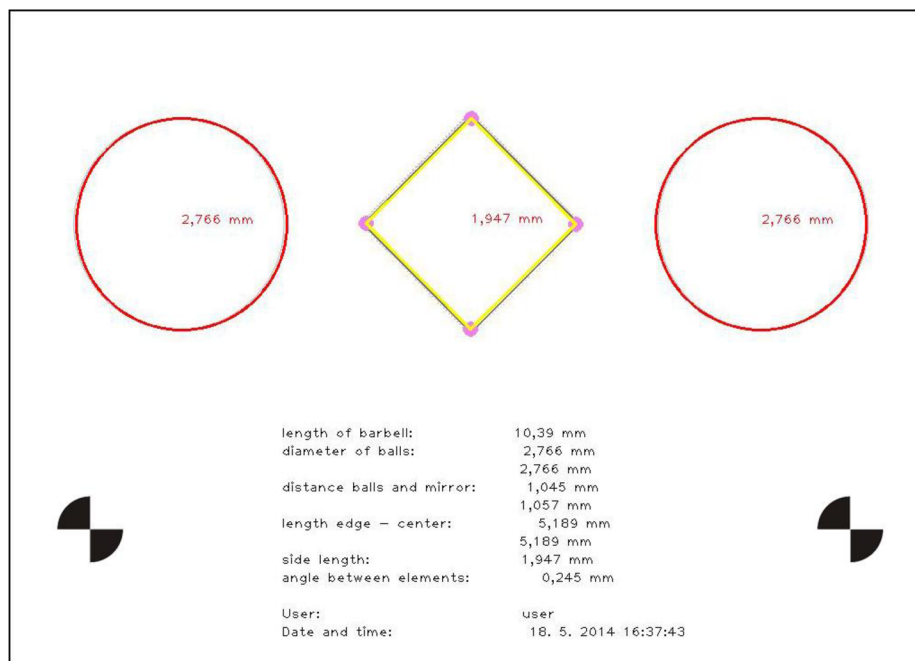 2,766 mm 1,947 mm 2,766 mm
length of barbell: 10,39 mm
diameter of balls: 2,766 mm
2,766 mm
distance balls and mirror: 1,045 mm
1,057 mm
length edge – center: 5,189 mm
5,189 mm
side length: 1,947 mm
angle between elements: 0,245 mm
User: user
Date and time: 18. 5. 2014 16:37:43